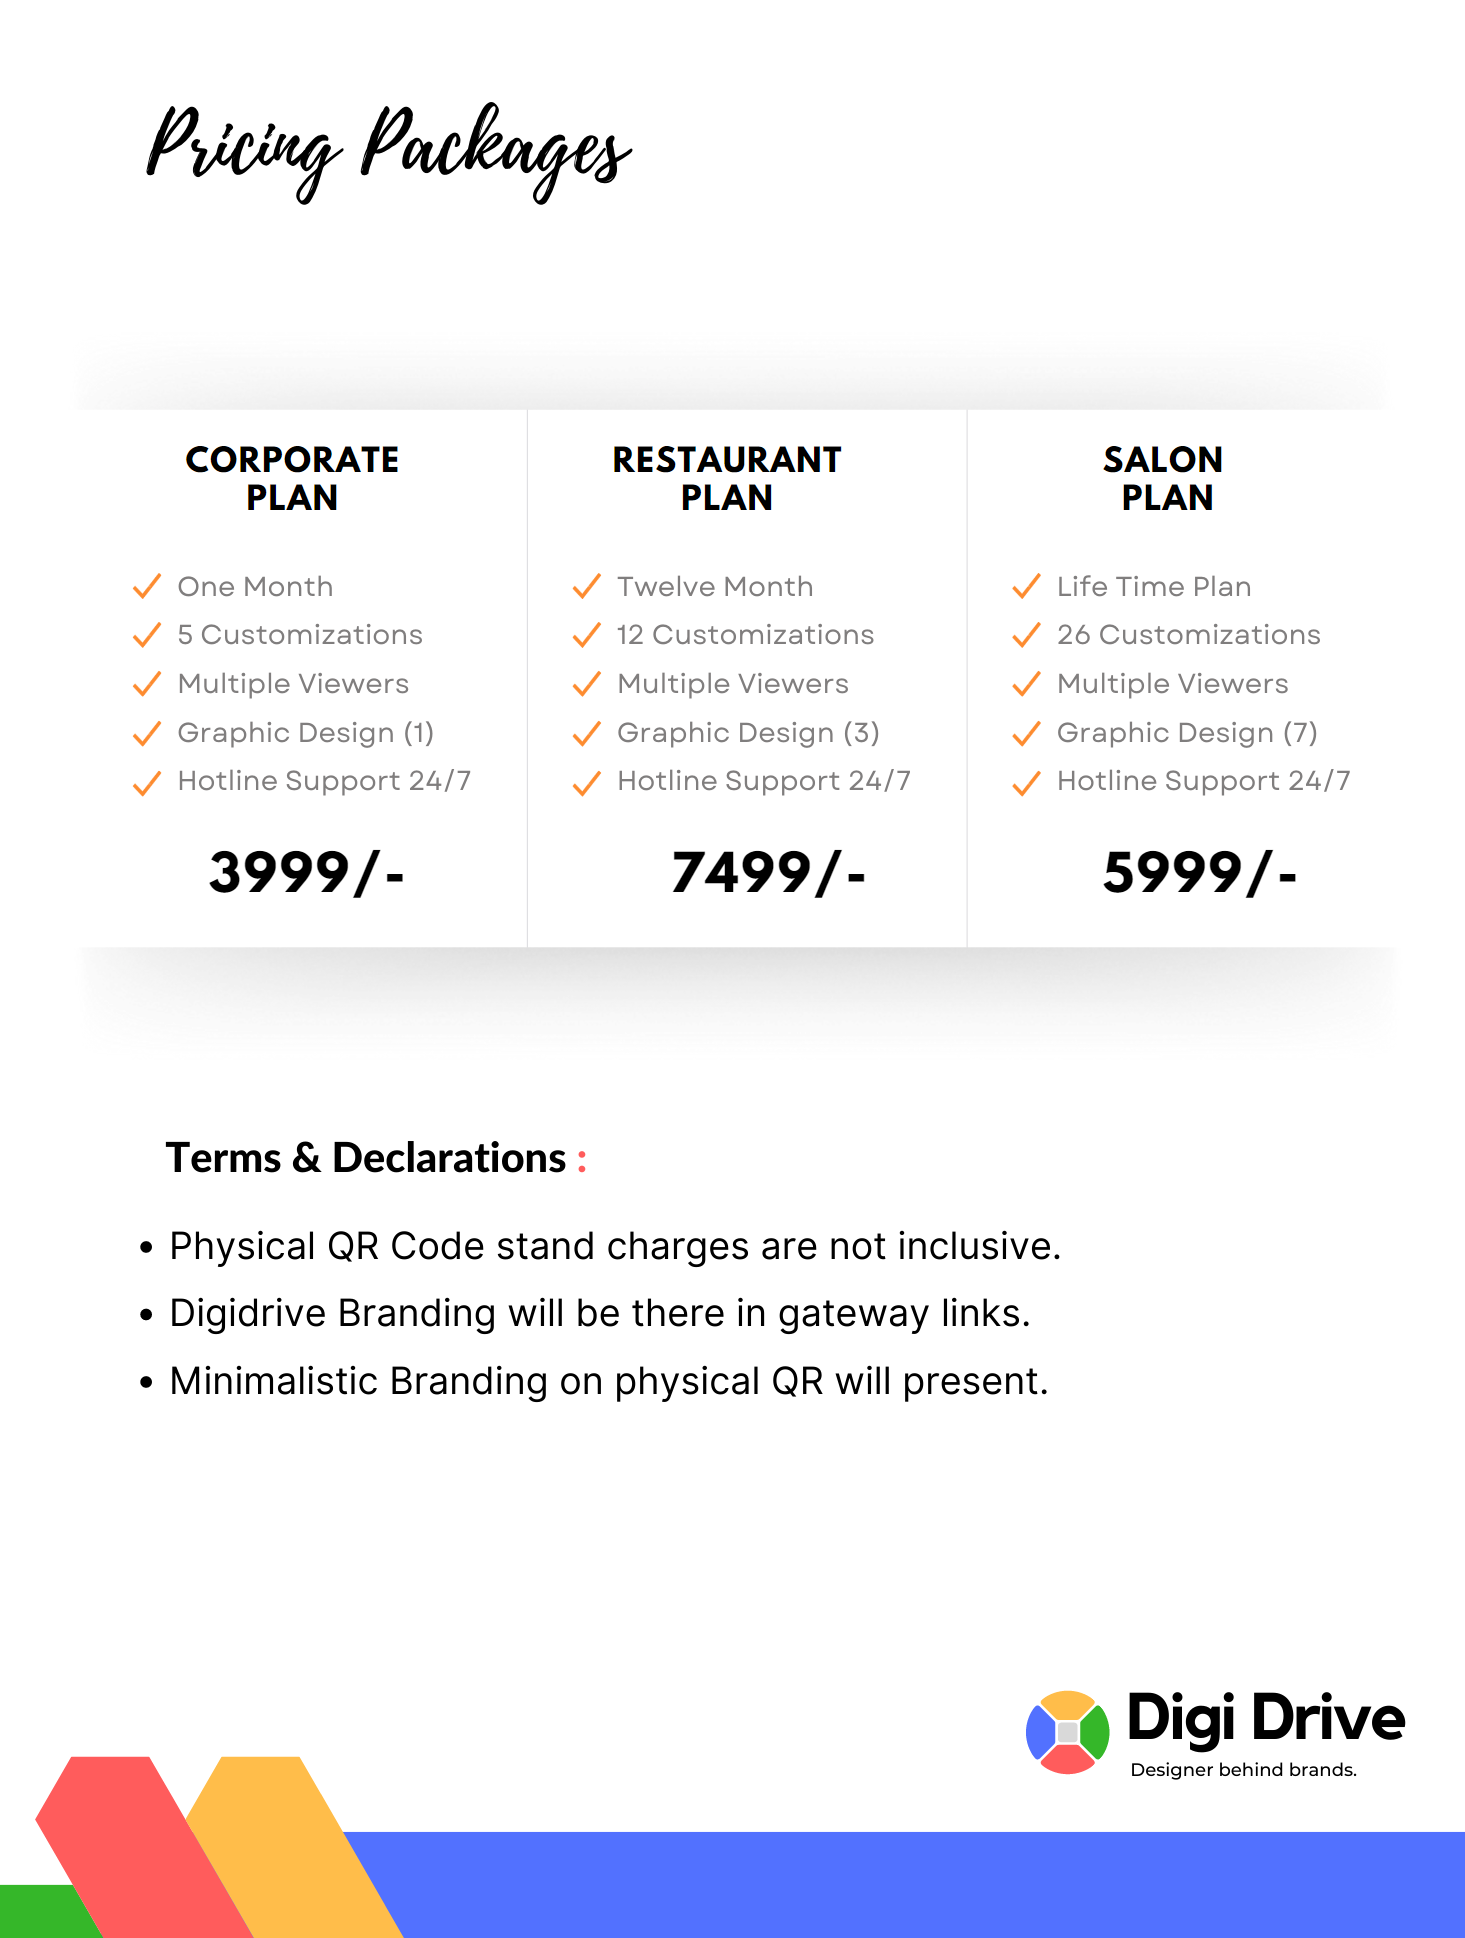 Pricing Packages
CORPORATE
PLAN
One Month
5 Customizations
Multiple Viewers
Graphic Design (1)
Hotline Support 24/7
3999/-
RESTAURANT
PLAN
Twelve Month
12 Customizations
Multiple Viewers
Graphic Design (3)
Hotline Support 24/7
7499/-
SALON
PLAN
Life Time Plan
26 Customizations
Multiple Viewers
Graphic Design (7)
Hotline Support 24/7
5999/-
Terms & Declarations :
• Physical QR Code stand charges are not inclusive.
• Digidrive Branding will be there in gateway links.
• Minimalistic Branding on physical QR will present.
Digi Drive
Designer behind brands.